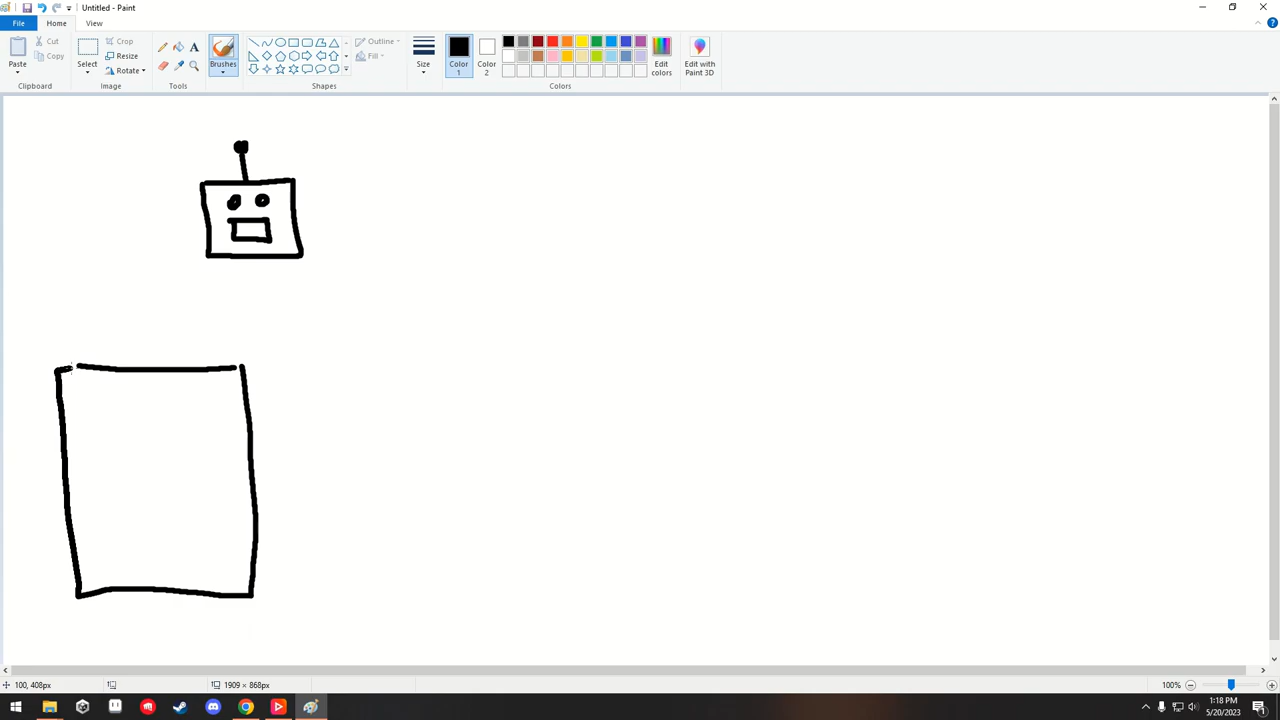 Untitled - Paint
File Home View
Paste
Cut
Copy
Clipboard
Select
Crop
Resize
Rotate
Image
Tools
Brushes
Outline
Fill
Shapes
Size
Color 1
Color 2
Edit colors
Colors
Edit with Paint 3D
100, 408px
1909 × 868px
100%
1:18 PM
5/20/2023